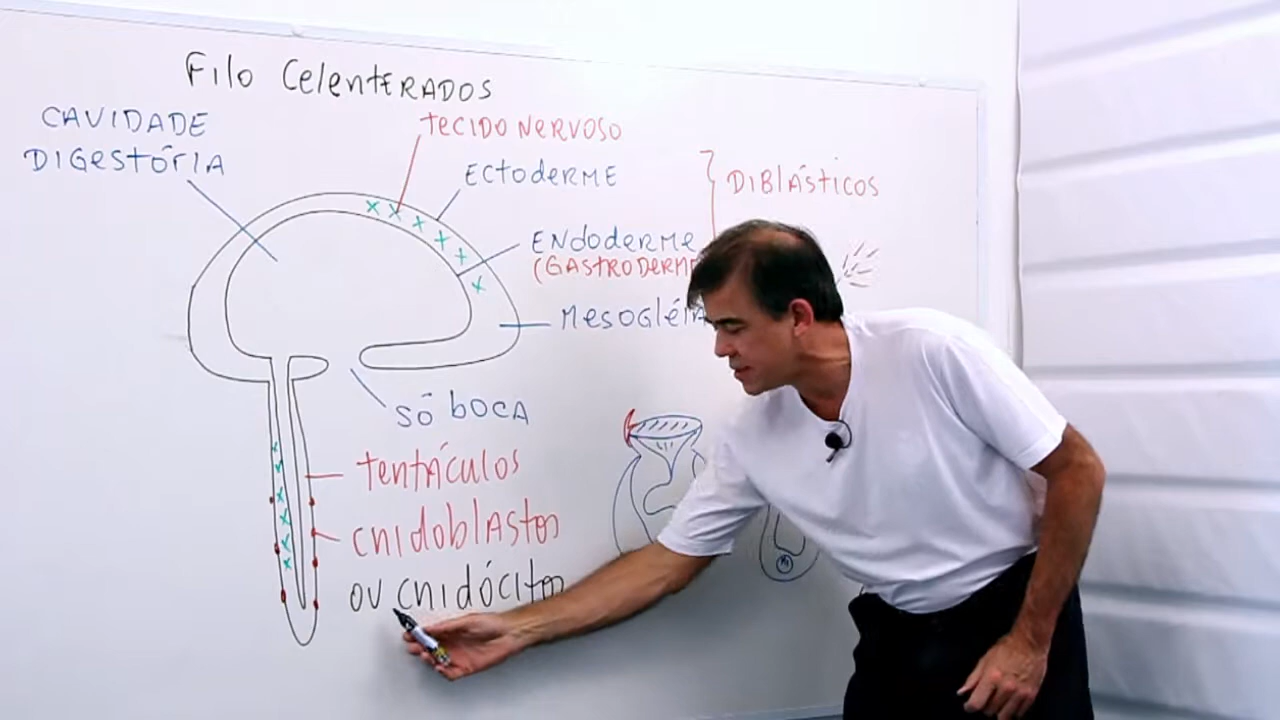 Filo Celenterados
CAVIDADE
DIGESTÓRIA
TECIDO NERVOSO
ECTODERME
DIBLÁSTICOS
ENDODERME
(GASTRODERME
MESOGLÉIA
SÓ BOCA
TENTÁCULOS
CNIDOBLASTOS
OU CNIDÓCITOS